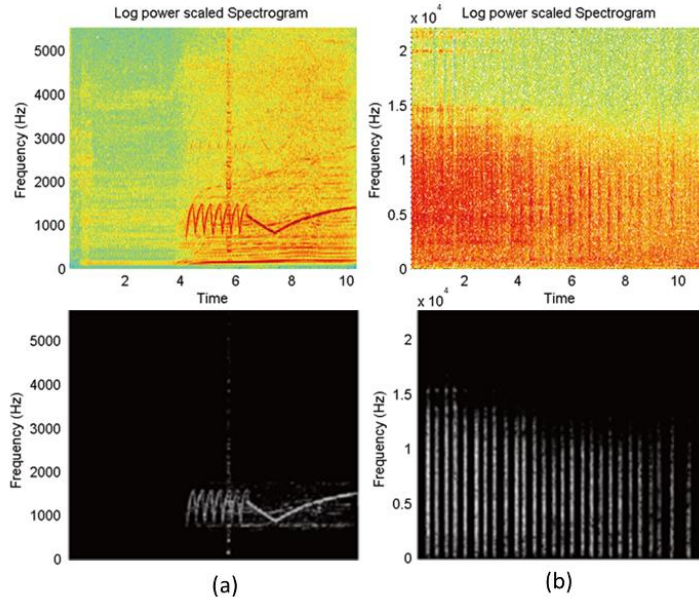 Log power scaled Spectrogram
5000
4000
3000
2000
1000
0
Frequency (Hz)
2 4 6 8 10
Time
Log power scaled Spectrogram
x 10^4
2
1.5
1
0.5
0
Frequency (Hz)
2 4 6 8 10
Time
5000
4000
3000
2000
1000
0
Frequency (Hz)
(a)
x 10^4
2
1.5
1
0.5
0
Frequency (Hz)
(b)